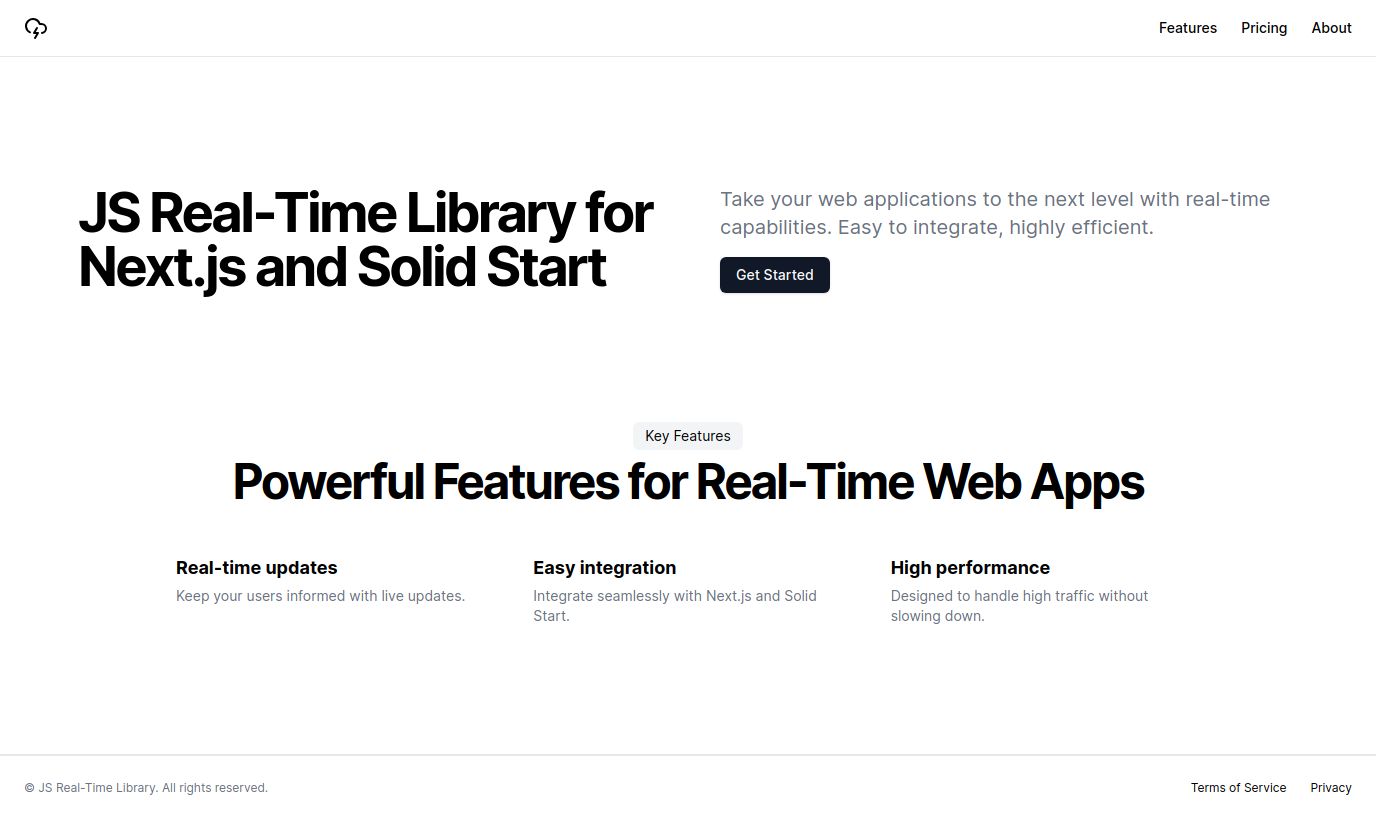 Features Pricing About
JS Real-Time Library for
Next.js and Solid Start
Take your web applications to the next level with real-time
capabilities. Easy to integrate, highly efficient.
Get Started
Key Features
Powerful Features for Real-Time Web Apps
Real-time updates
Keep your users informed with live updates.
Easy integration
Integrate seamlessly with Next.js and Solid
Start.
High performance
Designed to handle high traffic without
slowing down.
© JS Real-Time Library. All rights reserved.
Terms of Service Privacy